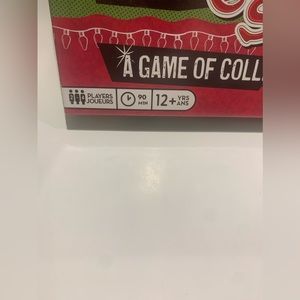 A GAME OF COLL
PLAYERS
JOUEURS
90
MIN
12+ YRS
ANS